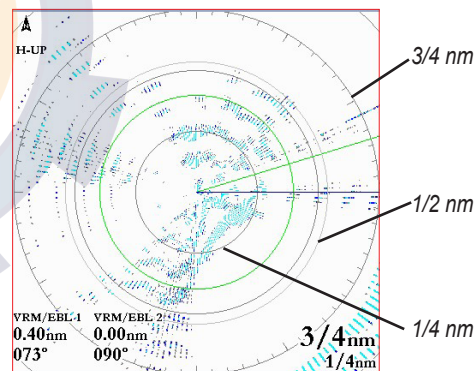 H-UP
3/4 nm
1/2 nm
1/4 nm
VRM/EBL 1 VRM/EBL 2
0.40nm 0.00nm
073° 090°
3/4nm
1/4nm